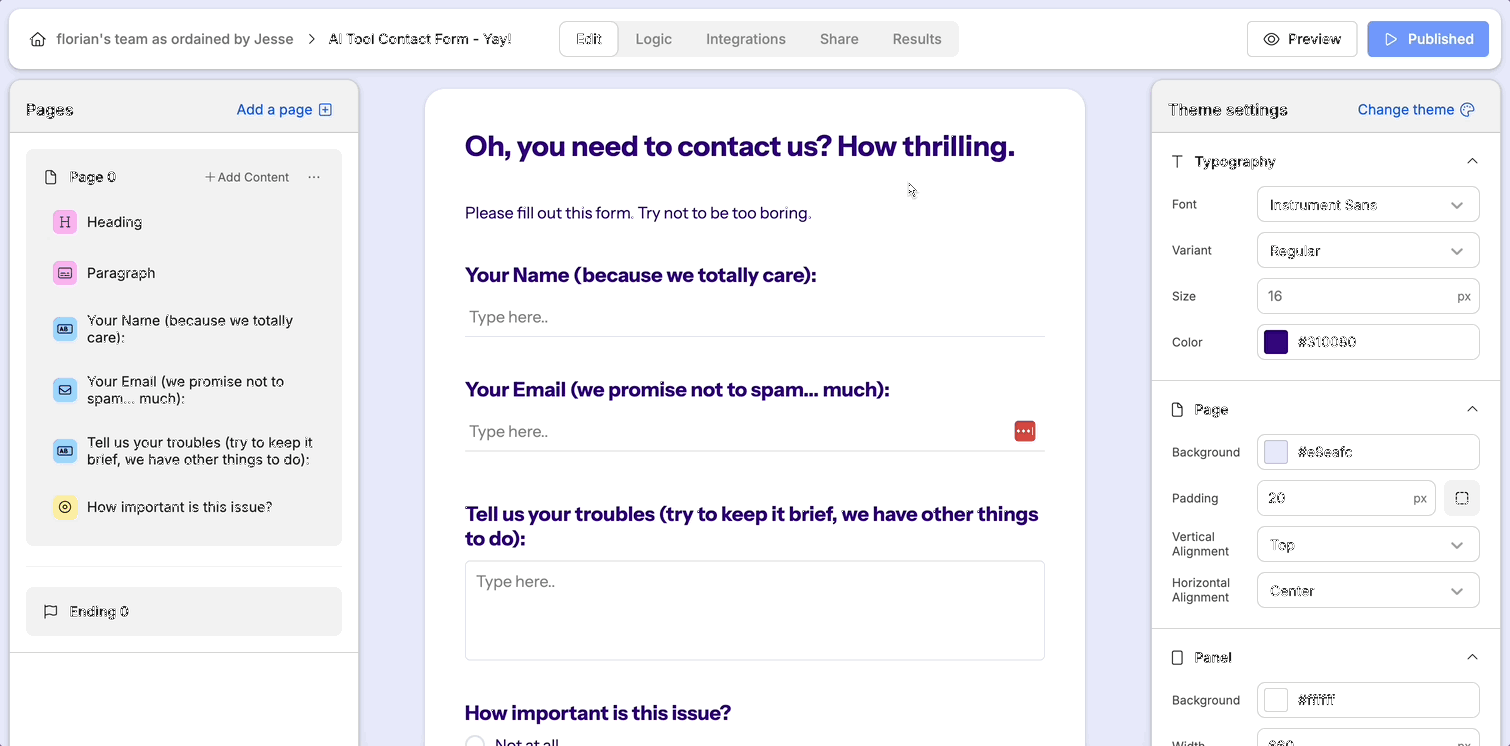 florian's team as ordained by Jesse > AI Tool Contact Form - Yay!
Edit
Logic
Integrations
Share
Results
Preview
Published
Pages
Add a page
Page 0
+ Add Content
...
H Heading
Paragraph
AB Your Name (because we totally
care):
Your Email (we promise not to
spam... much):
AB Tell us your troubles (try to keep it
brief, we have other things to do):
How important is this issue?
Ending 0
Oh, you need to contact us? How thrilling.
Please fill out this form. Try not to be too boring.
Your Name (because we totally care):
Type here..
Your Email (we promise not to spam... much):
Type here..
Tell us your troubles (try to keep it brief, we have other things
to do):
Type here..
How important is this issue?
Not at all
Theme settings
Change theme
Typography
Font
Instrument Sans
Variant
Regular
Size
16 px
Color
Page
Background
Padding
20 px
Vertical
Alignment
Top
Horizontal
Alignment
Center
Panel
Background
#ffffff
Width
px